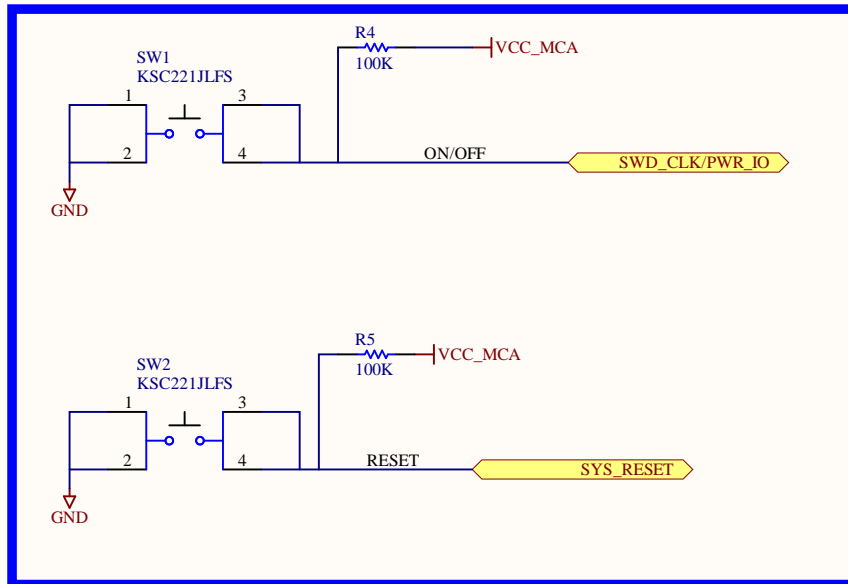 R4
VCC_MCA
100K
SW1
KSC221JLFS
1
3
2
4
ON/OFF
SWD_CLK/PWR_IO
GND
R5
VCC_MCA
100K
SW2
KSC221JLFS
1
3
2
4
RESET
SYS_RESET
GND